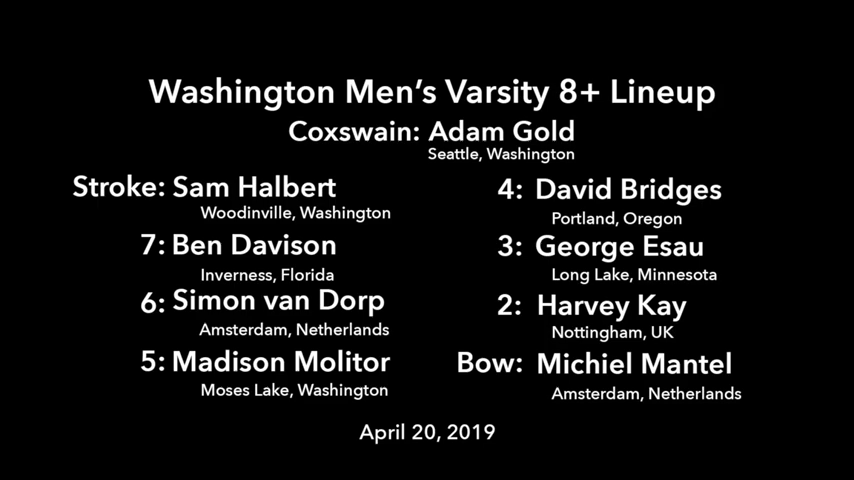 Washington Men's Varsity 8+ Lineup
Coxswain: Adam Gold
Seattle, Washington
Stroke: Sam Halbert
Woodinville, Washington
7: Ben Davison
Inverness, Florida
6: Simon van Dorp
Amsterdam, Netherlands
5: Madison Molitor
Moses Lake, Washington
4: David Bridges
Portland, Oregon
3: George Esau
Long Lake, Minnesota
2: Harvey Kay
Nottingham, UK
Bow: Michiel Mantel
Amsterdam, Netherlands
April 20, 2019